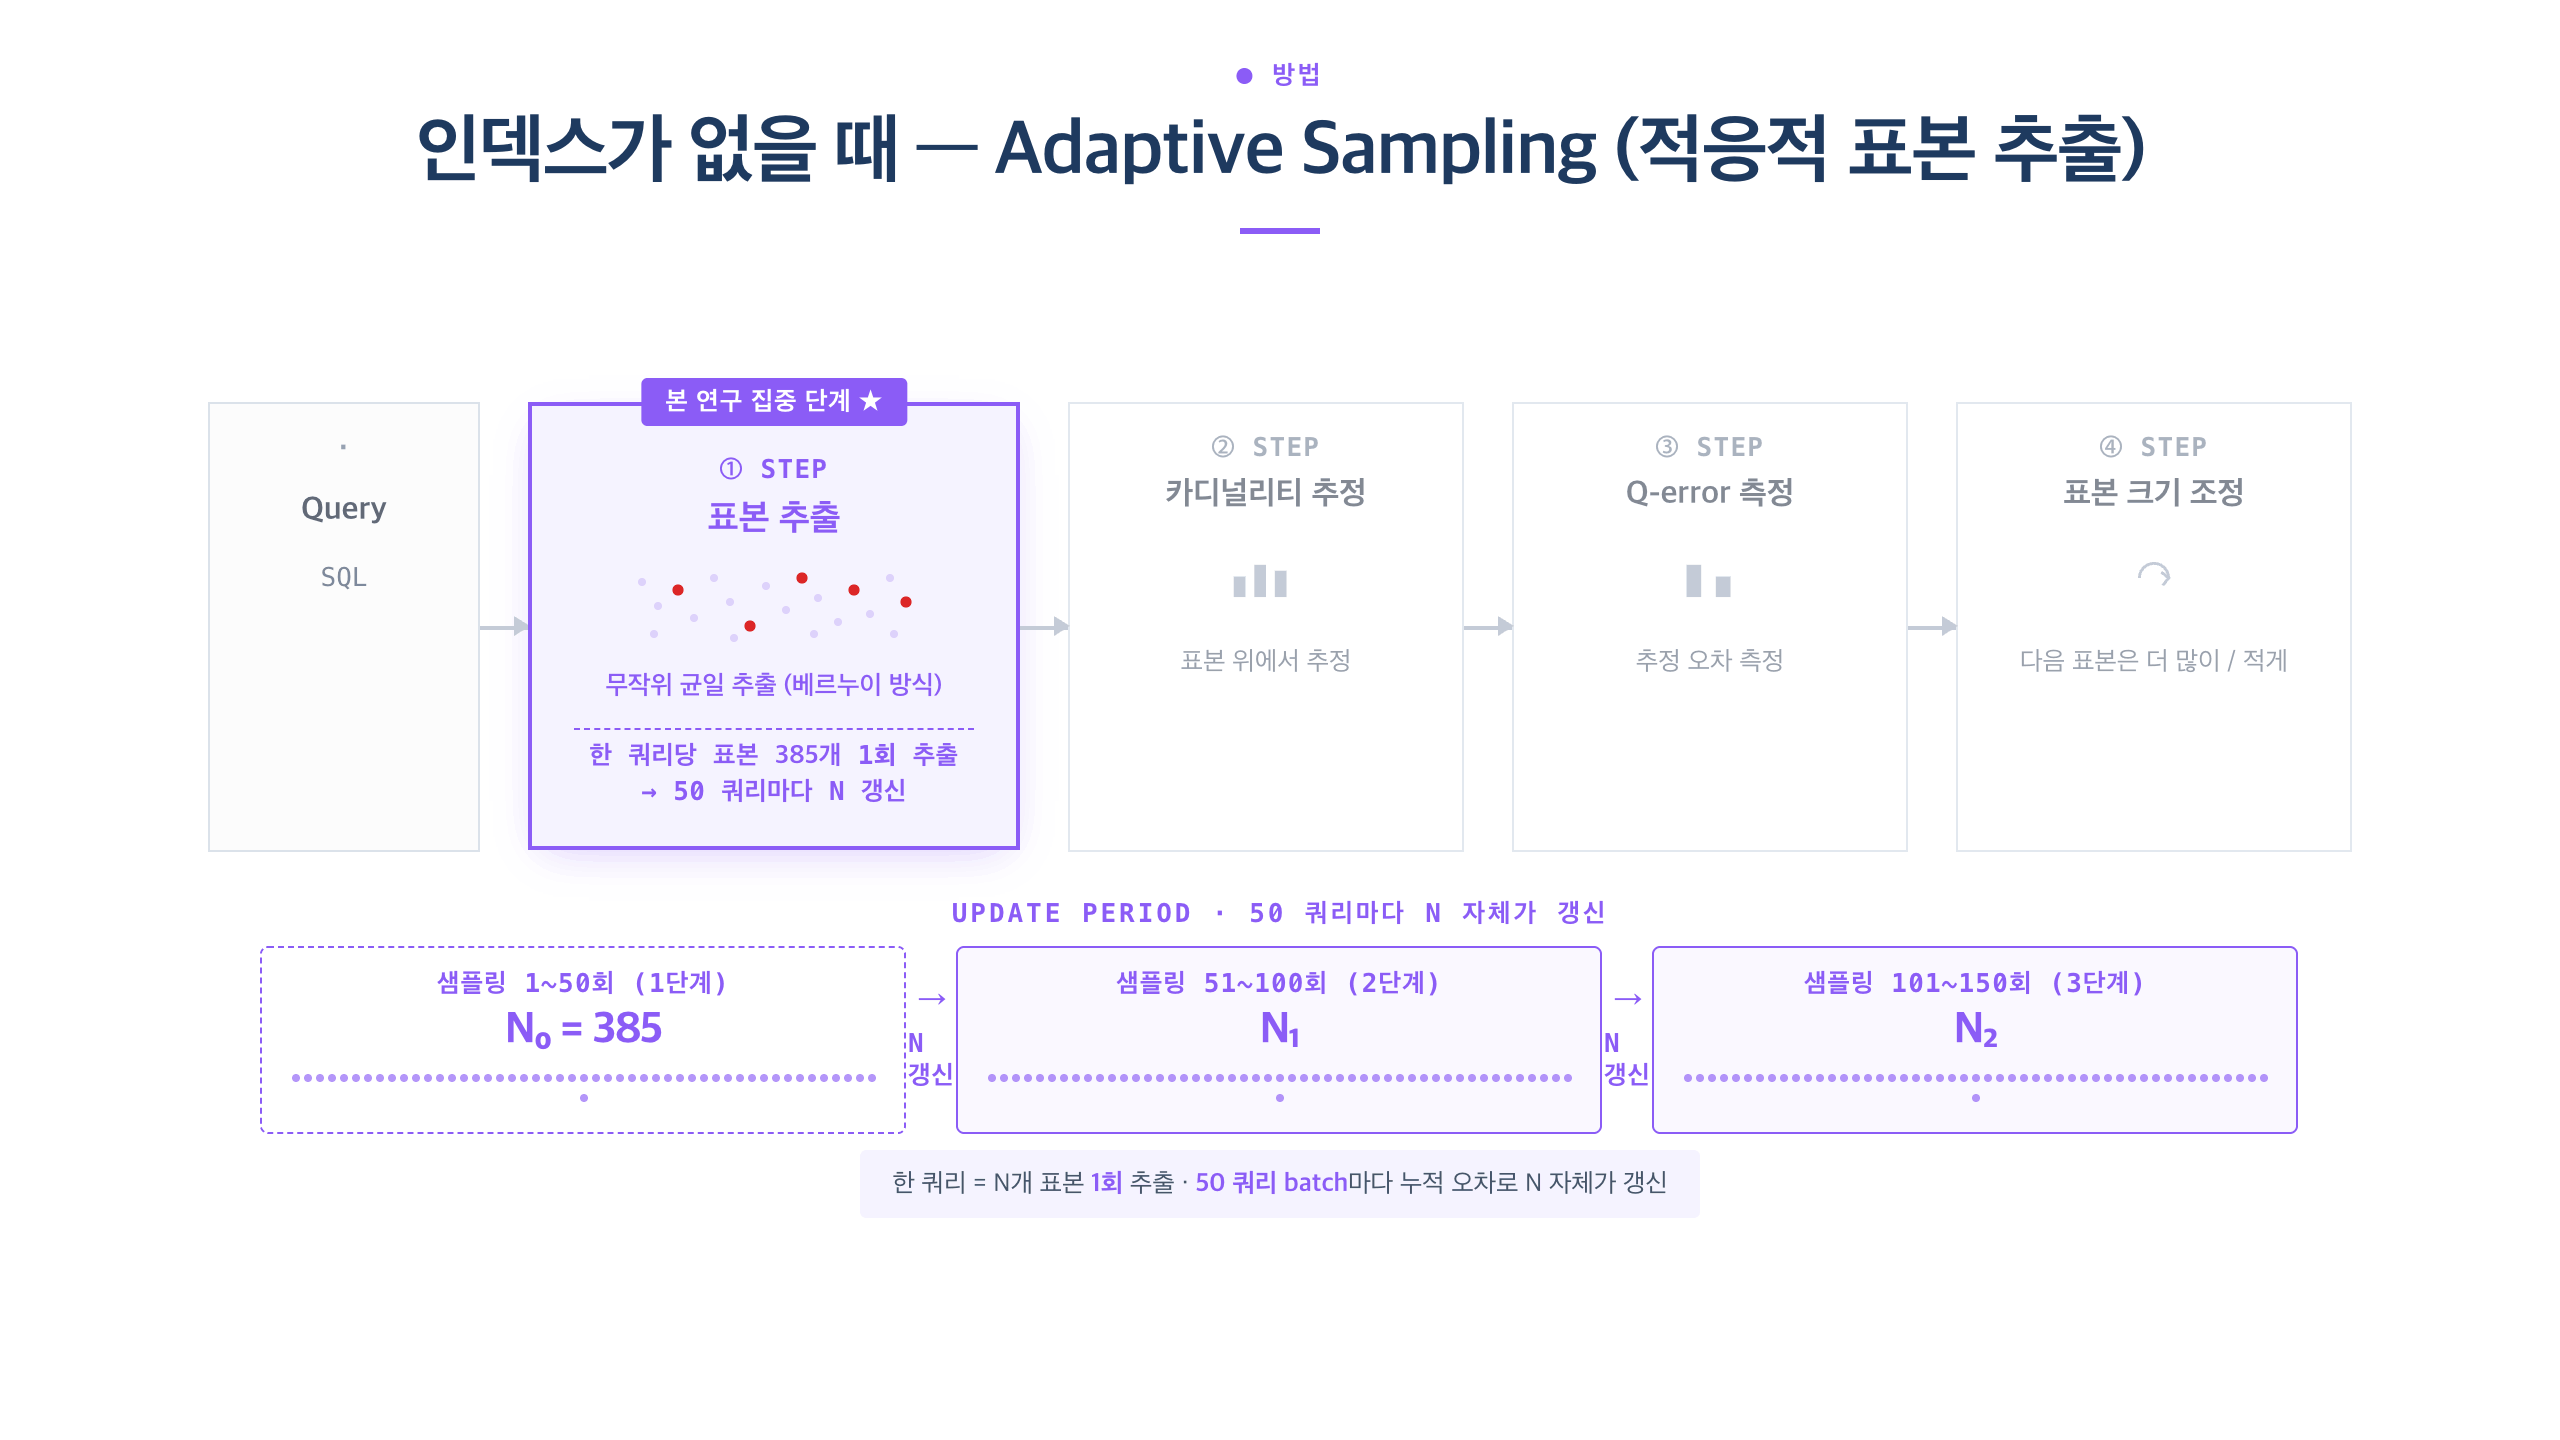 ● 방법
인덱스가 없을 때 — Adaptive Sampling (적응적 표본 추출)
·
Query
SQL
본 연구 집중 단계 ★
① STEP
표본 추출
무작위 균일 추출 (베르누이 방식)
한 쿼리당 표본 385개 1회 추출
→ 50 쿼리마다 N 갱신
② STEP
카디널리티 추정
표본 위에서 추정
③ STEP
Q-error 측정
추정 오차 측정
④ STEP
표본 크기 조정
다음 표본은 더 많이 / 적게
UPDATE PERIOD · 50 쿼리마다 N 자체가 갱신
샘플링 1~50회 (1단계)
N₀ = 385
→
N
갱신
샘플링 51~100회 (2단계)
N₁
→
N
갱신
샘플링 101~150회 (3단계)
N₂
한 쿼리 = N개 표본 1회 추출 · 50 쿼리 batch마다 누적 오차로 N 자체가 갱신